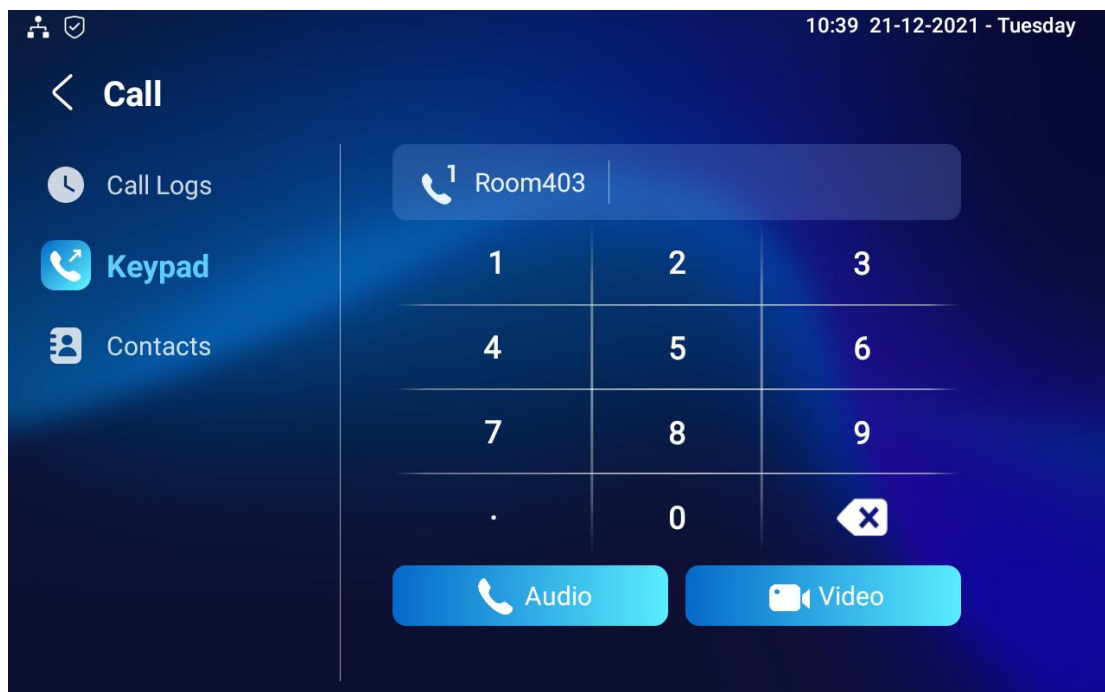 10:39 21-12-2021 - Tuesday
Call
Call Logs
Keypad
Contacts
1 Room403
1 2 3
4 5 6
7 8 9
. 0
Audio Video